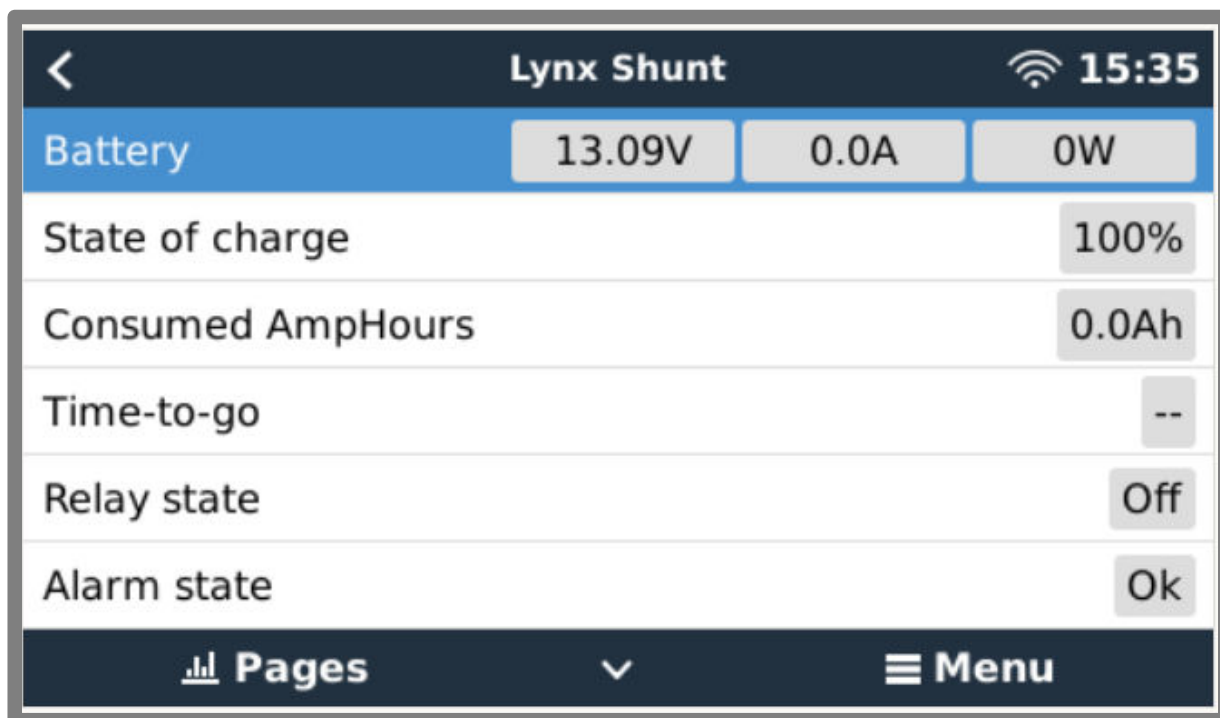 Lynx Shunt 15:35
Battery 13.09V 0.0A 0W
State of charge 100%
Consumed AmpHours 0.0Ah
Time-to-go --
Relay state Off
Alarm state Ok
Pages Menu